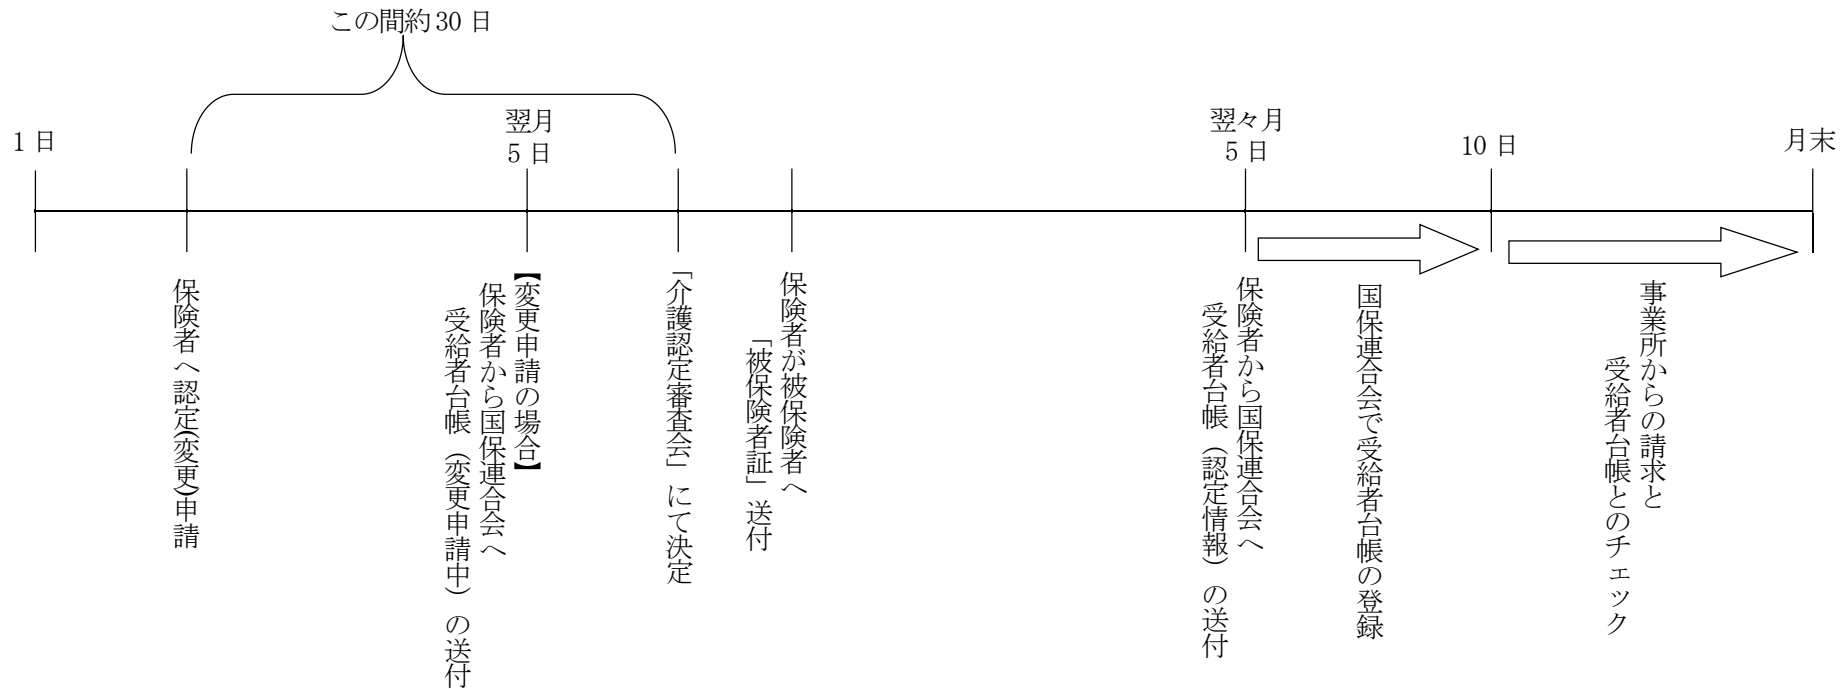 この間約30日
1日
翌月
5日
翌々月
5日
10日
月末
保険者へ認定(変更)申請
【変更申請の場合】
保険者から国保連合会へ
受給者台帳（変更申請中）の送付
「介護認定審査会」にて決定
保険者が被保険者へ
「被保険者証」送付
保険者から国保連合会へ
受給者台帳（認定情報）の送付
国保連合会で受給者台帳の登録
事業所からの請求と
受給者台帳とのチェック